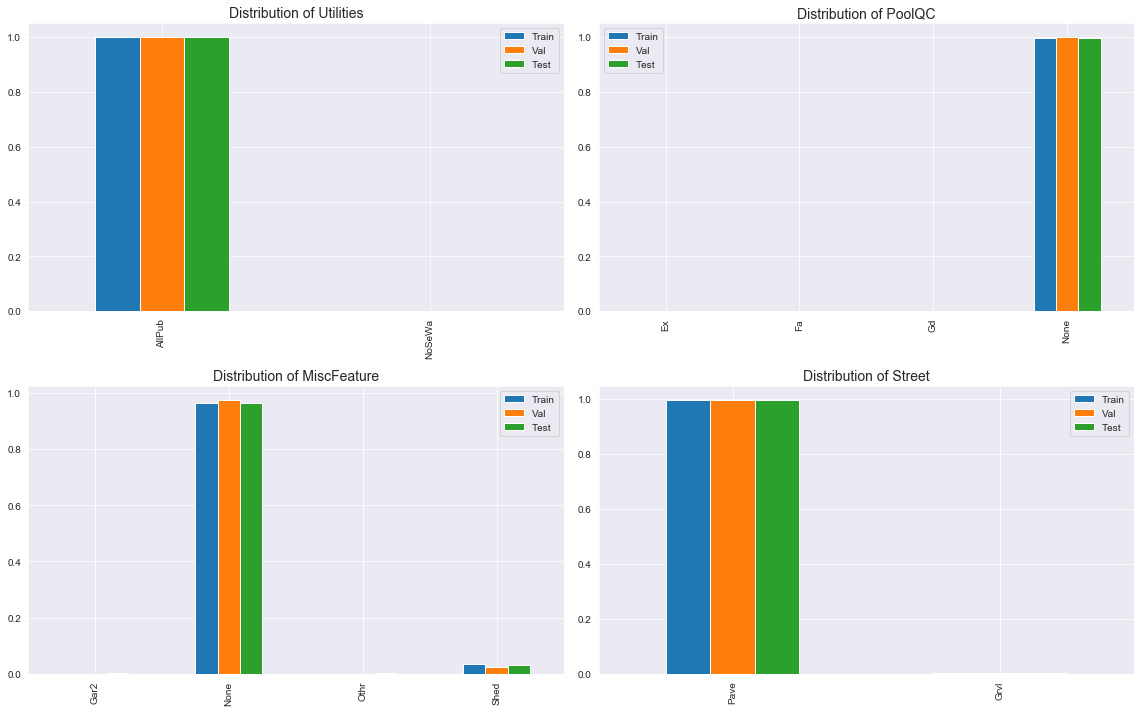 Distribution of Utilities
1.0
0.8
0.6
0.4
0.2
0.0
Train
Val
Test
AllPub
NoSeWa
Distribution of PoolQC
1.0
0.8
0.6
0.4
0.2
0.0
Train
Val
Test
Ex
Fa
Gd
None
Distribution of MiscFeature
1.0
0.8
0.6
0.4
0.2
0.0
Train
Val
Test
Gar2
None
Othr
Shed
Distribution of Street
1.0
0.8
0.6
0.4
0.2
0.0
Train
Val
Test
Pave
Grvl